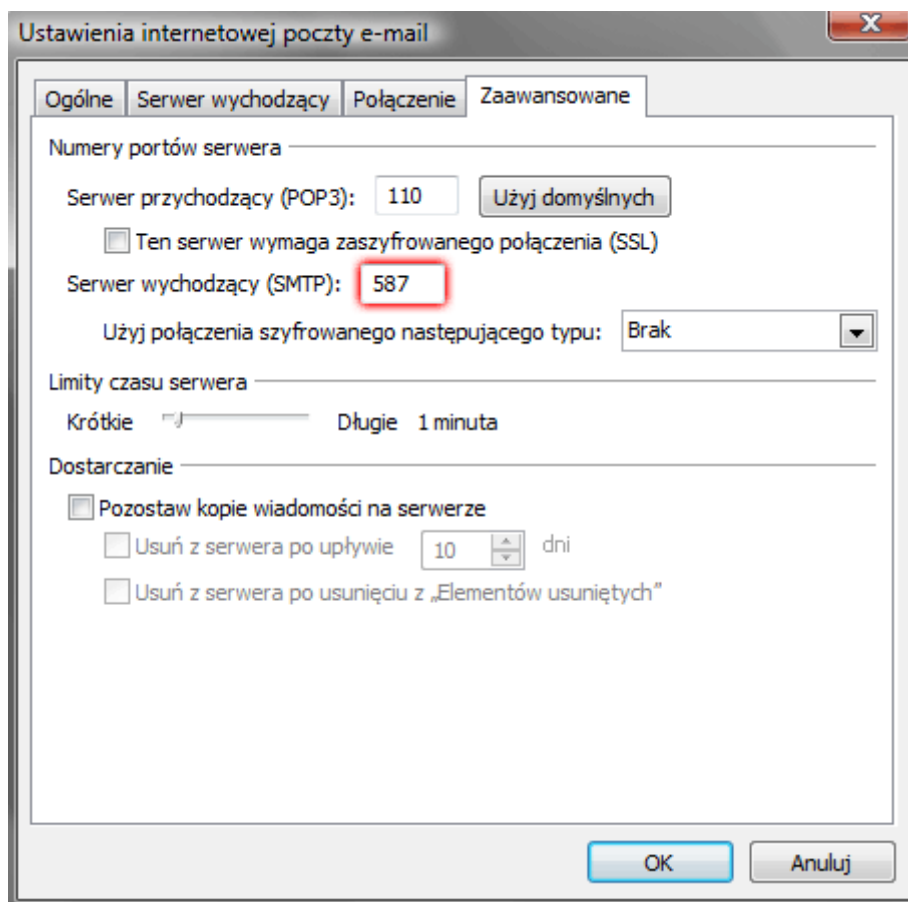 Ustawienia internetowej poczty e-mail
Ogólne Serwer wychodzący Połączenie Zaawansowane
Numery portów serwera
Serwer przychodzący (POP3): 110 Użyj domyślnych
Ten serwer wymaga zaszyfrowanego połączenia (SSL)
Serwer wychodzący (SMTP): 587
Użyj połączenia szyfrowanego następującego typu: Brak
Limity czasu serwera
Krótkie Długie 1 minuta
Dostarczanie
Pozostaw kopie wiadomości na serwerze
Usuń z serwera po upływie 10 dni
Usuń z serwera po usunięciu z „Elementów usuniętych”
OK Anuluj